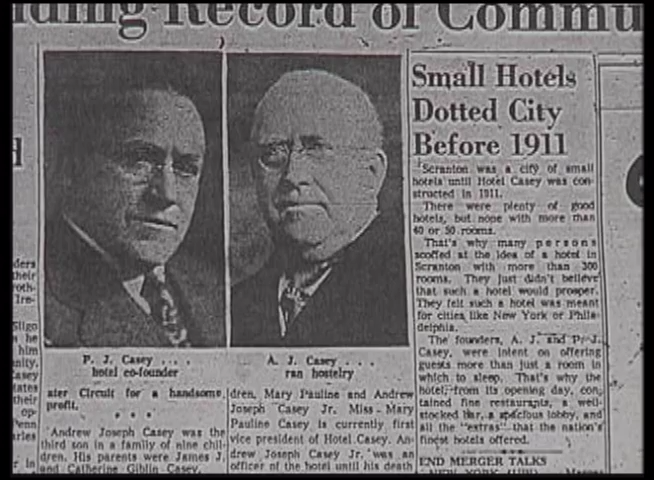 ding Record of Commu
P. J. Casey . . .
hotel co-founder
A. J. Casey . . .
ran hostelry
ater Circuit for a handsome
profit.
* * *
Andrew Joseph Casey was the
third son in a family of nine chil-
dren. His parents were James J.
and Catherine Giblin Casey.
dren, Mary Pauline and Andrew
Joseph Casey Jr. Miss Mary
Pauline Casey is currently first
vice president of Hotel Casey. An-
drew Joseph Casey Jr. was an
officer of the hotel until his death
Small Hotels
Dotted City
Before 1911
Scranton was a city of small
hotels until Hotel Casey was con-
structed in 1911.
There were plenty of good
hotels, but none with more than
40 or 50 rooms.
That's why many persons
scoffed at the idea of a hotel in
Scranton with more than 300
rooms. They just didn't believe
that such a hotel would prosper.
They felt such a hotel was meant
for cities like New York or Phila-
delphia.
The founders, A. J. and P. J.
Casey, were intent on offering
guests more than just a room in
which to sleep. That's why the
hotel, from its opening day, con-
tained fine restaurants, a well-
stocked bar, a spacious lobby, and
all the "extras" that the nation's
finest hotels offered.
END MERGER TALKS